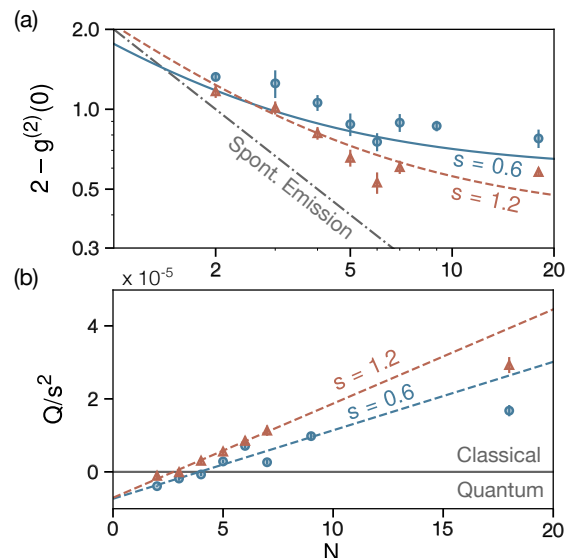 (a)
2.0
1.0
0.5
0.3
2 − g(2)(0)
Spont. Emission
s = 0.6
s = 1.2
2
5
10
20
(b)
x 10-5
4
2
0
Q/s2
s = 1.2
s = 0.6
Classical
Quantum
0
5
10
15
20
N